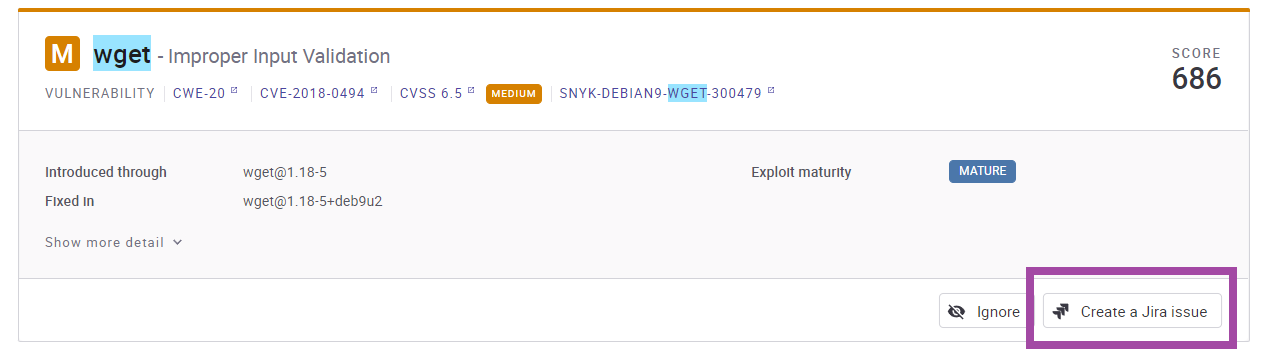 M wget - Improper Input Validation
SCORE
686
VULNERABILITY CWE-20 CVE-2018-0494 CVSS 6.5 MEDIUM SNYK-DEBIAN9-WGET-300479
Introduced through wget@1.18-5 Exploit maturity MATURE
Fixed in wget@1.18-5+deb9u2
Show more detail
Ignore Create a Jira issue